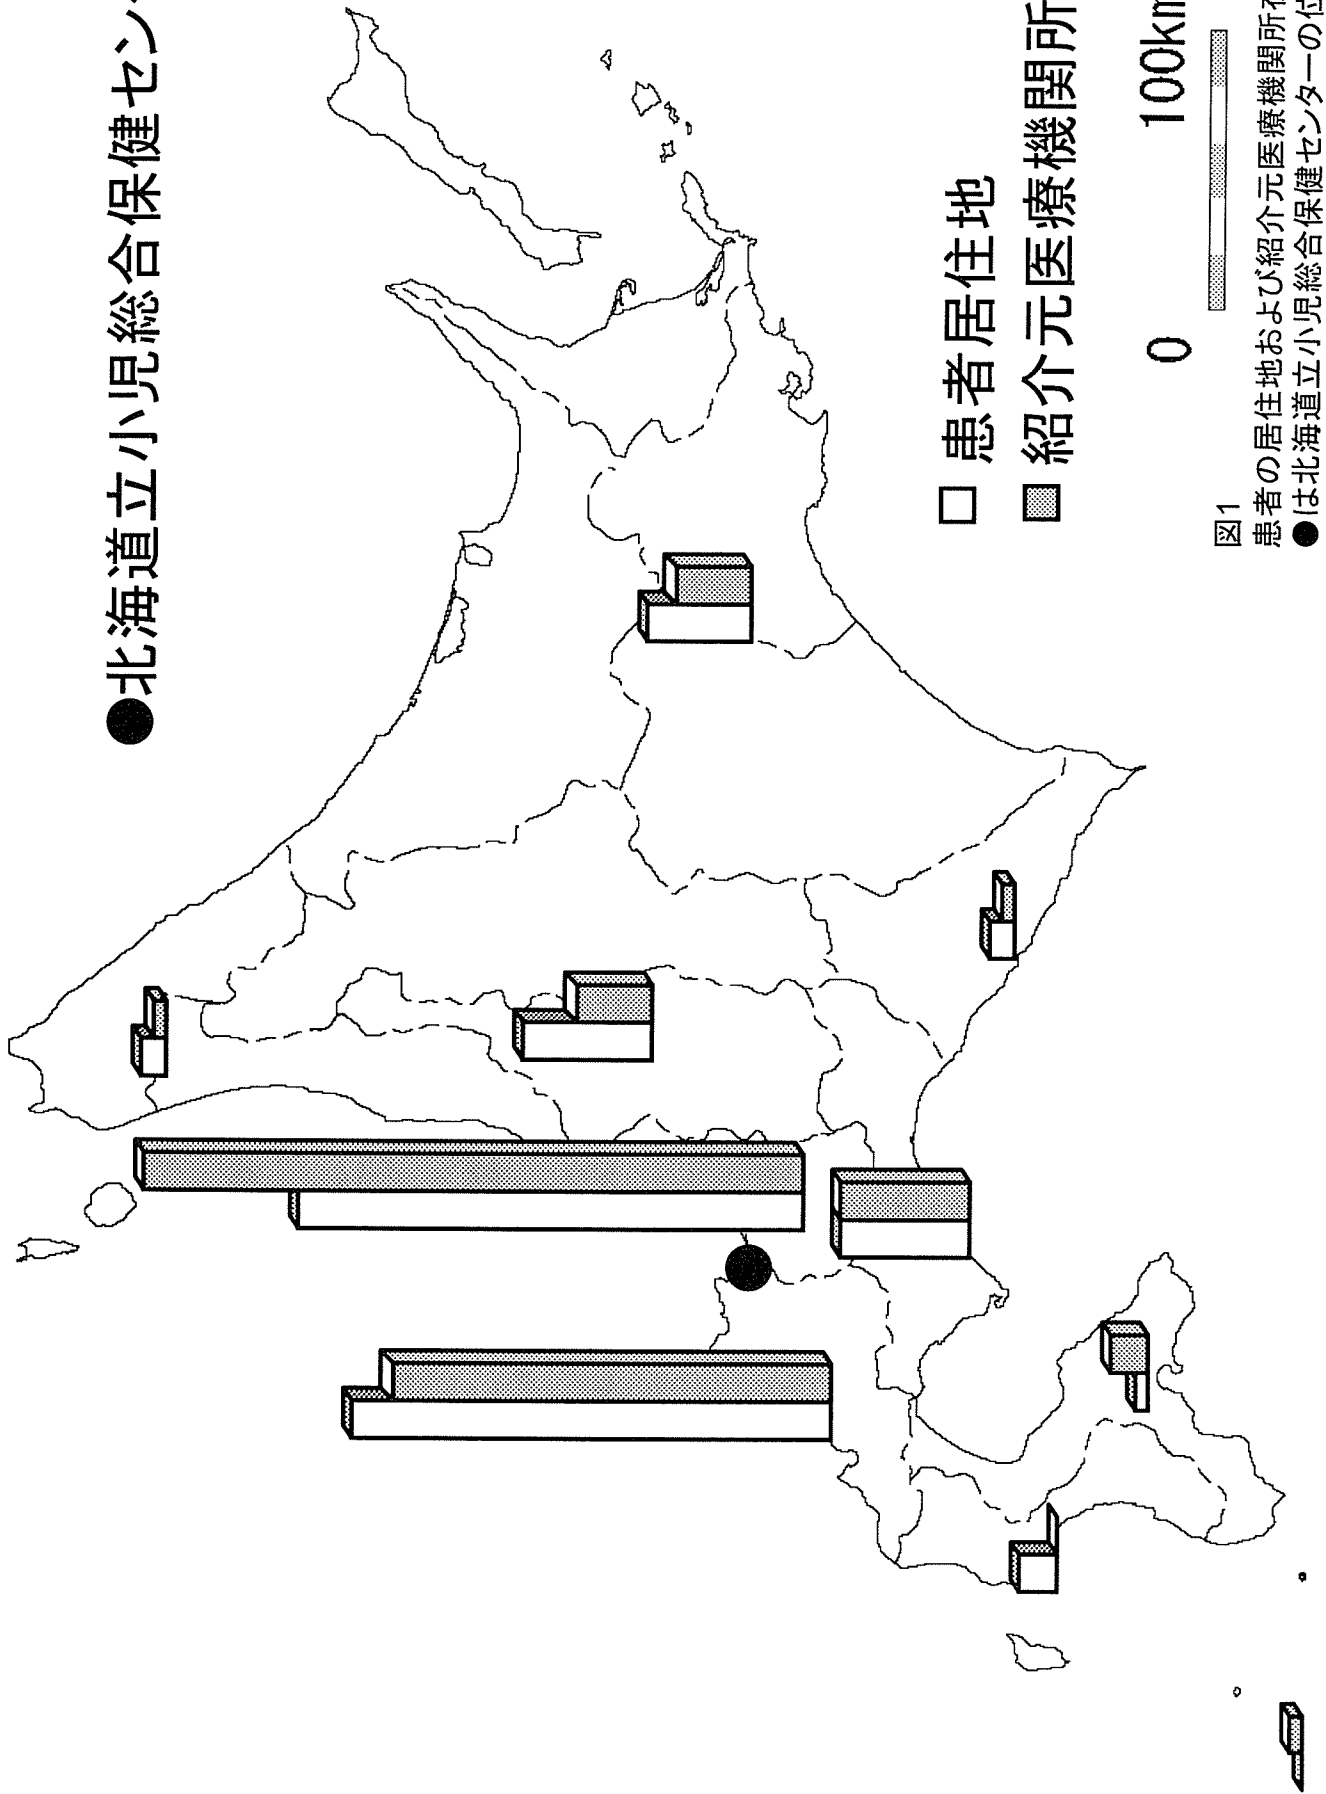 ●北海道立小児総合保健セン
患者居住地
紹介元医療機関所
0 100km
図1
患者の居住地および紹介元医療機関所在
●は北海道立小児総合保健センターの位